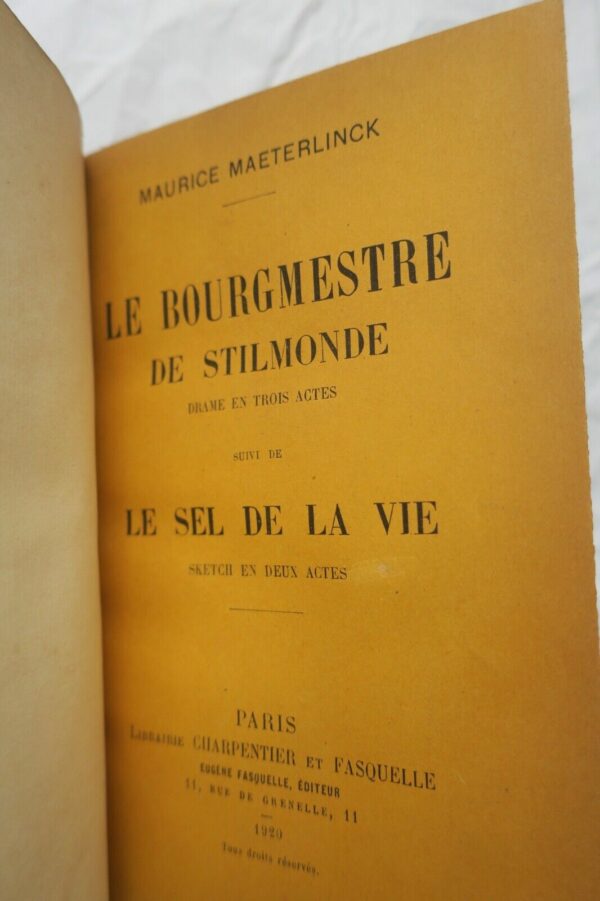 MAURICE MAETERLINCK
LE BOURGMESTRE
DE STILMONDE
DRAME EN TROIS ACTES
SUIVI DE
LE SEL DE LA VIE
SKETCH EN DEUX ACTES
PARIS
LIBRAIRIE CHARPENTIER ET FASQUELLE
EUGÈNE FASQUELLE, ÉDITEUR
11, RUE DE GRENELLE, 11
1920
Tous droits réservés.